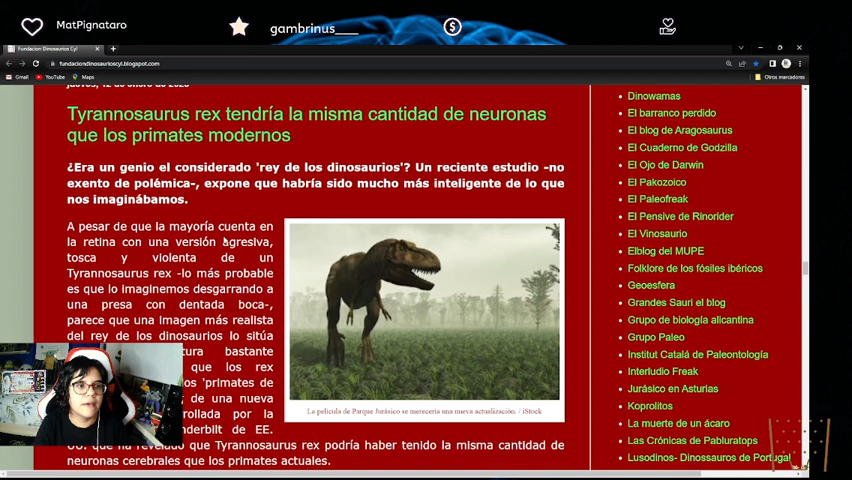 MatPignataro
gambrinus____
Fundacion Dinosaurios Cyl
fundaciondinosaurioscyl.blogspot.com
Gmail
YouTube
Maps
Otros marcadores
Tyrannosaurus rex tendría la misma cantidad de neuronas
que los primates modernos
¿Era un genio el considerado 'rey de los dinosaurios'? Un reciente estudio -no
exento de polémica-, expone que habría sido mucho más inteligente de lo que
nos imaginábamos.
A pesar de que la mayoría cuenta en
la retina con una versión agresiva,
tosca y violenta de un
Tyrannosaurus rex -lo más probable
es que lo imaginemos desgarrando a
una presa con dentada boca-,
parece que una imagen más realista
del rey de los dinosaurios lo sitúa
bastante
que los rex
'primates de
de una nueva
por la
de EE.
que Tyrannosaurus rex podría haber tenido la misma cantidad de
neuronas cerebrales que los primates actuales.
La película de Parque Jurásico se merecería una nueva actualización. / iStock
Dinowamas
El barranco perdido
El blog de Aragosaurus
El Cuaderno de Godzilla
El Ojo de Darwin
El Pakozoico
El Paleofreak
El Pensive de Rinorider
El Vinosaurio
Elblog del MUPE
Folklore de los fósiles ibéricos
Geoesfera
Grandes Sauri el blog
Grupo de biología alicantina
Grupo Paleo
Institut Catalá de Paleontología
Interludio Freak
Jurásico en Asturias
Koprolitos
La muerte de un ácaro
Las Crónicas de Pabluratops
Lusodinos- Dinossauros de Portugal